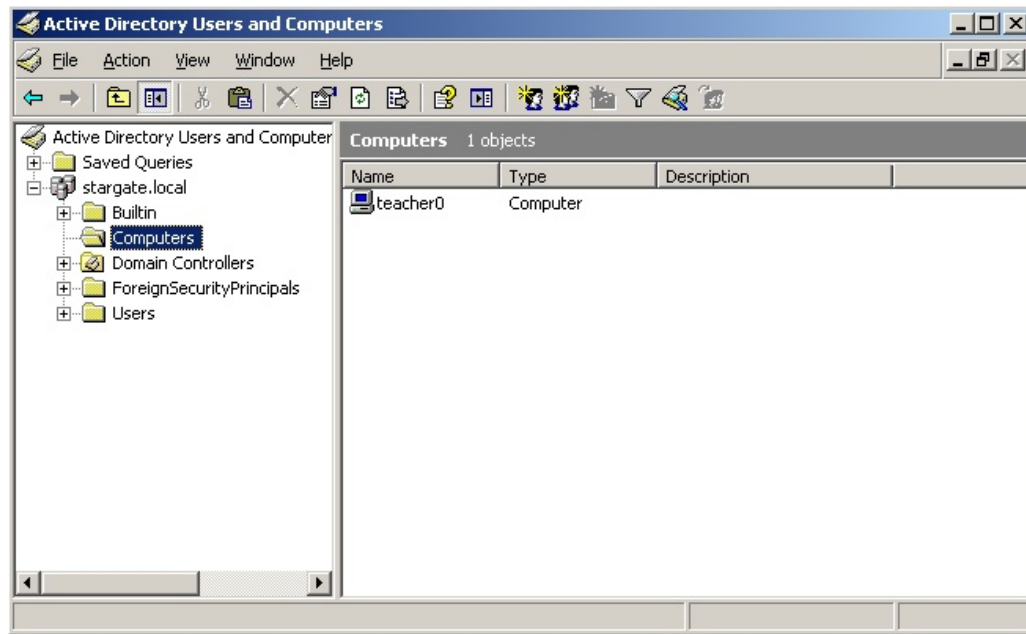 Active Directory Users and Computers
File Action View Window Help
Active Directory Users and Computer
Saved Queries
stargate.local
Builtin
Computers
Domain Controllers
ForeignSecurityPrincipals
Users
Computers 1 objects
Name Type Description
teacher0 Computer